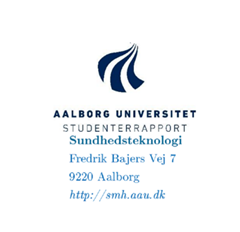 AALBORG UNIVERSITET
STUDENTERRAPPORT
Sundhedsteknologi
Fredrik Bajers Vej 7
9220 Aalborg
http://smh.aau.dk